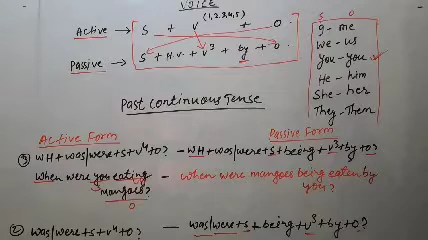 VOICE
(1,2,3,4,5)
Active → S + V + O
Passive → S + H.V. + V³ + by + O
S O
I - me
We - us
You - you
He - him
She - her
They - Them
Past Continuous Tense
Active Form
Passive Form
③ WH+was/were+S+V⁴+O? - WH+was/were+S+being+V³+by+O?
When were you eating mangoes? - when were mangoes being eaten by you?
O
② was/were+S+V⁴+O? - was/were+S+being+V³+by+O?